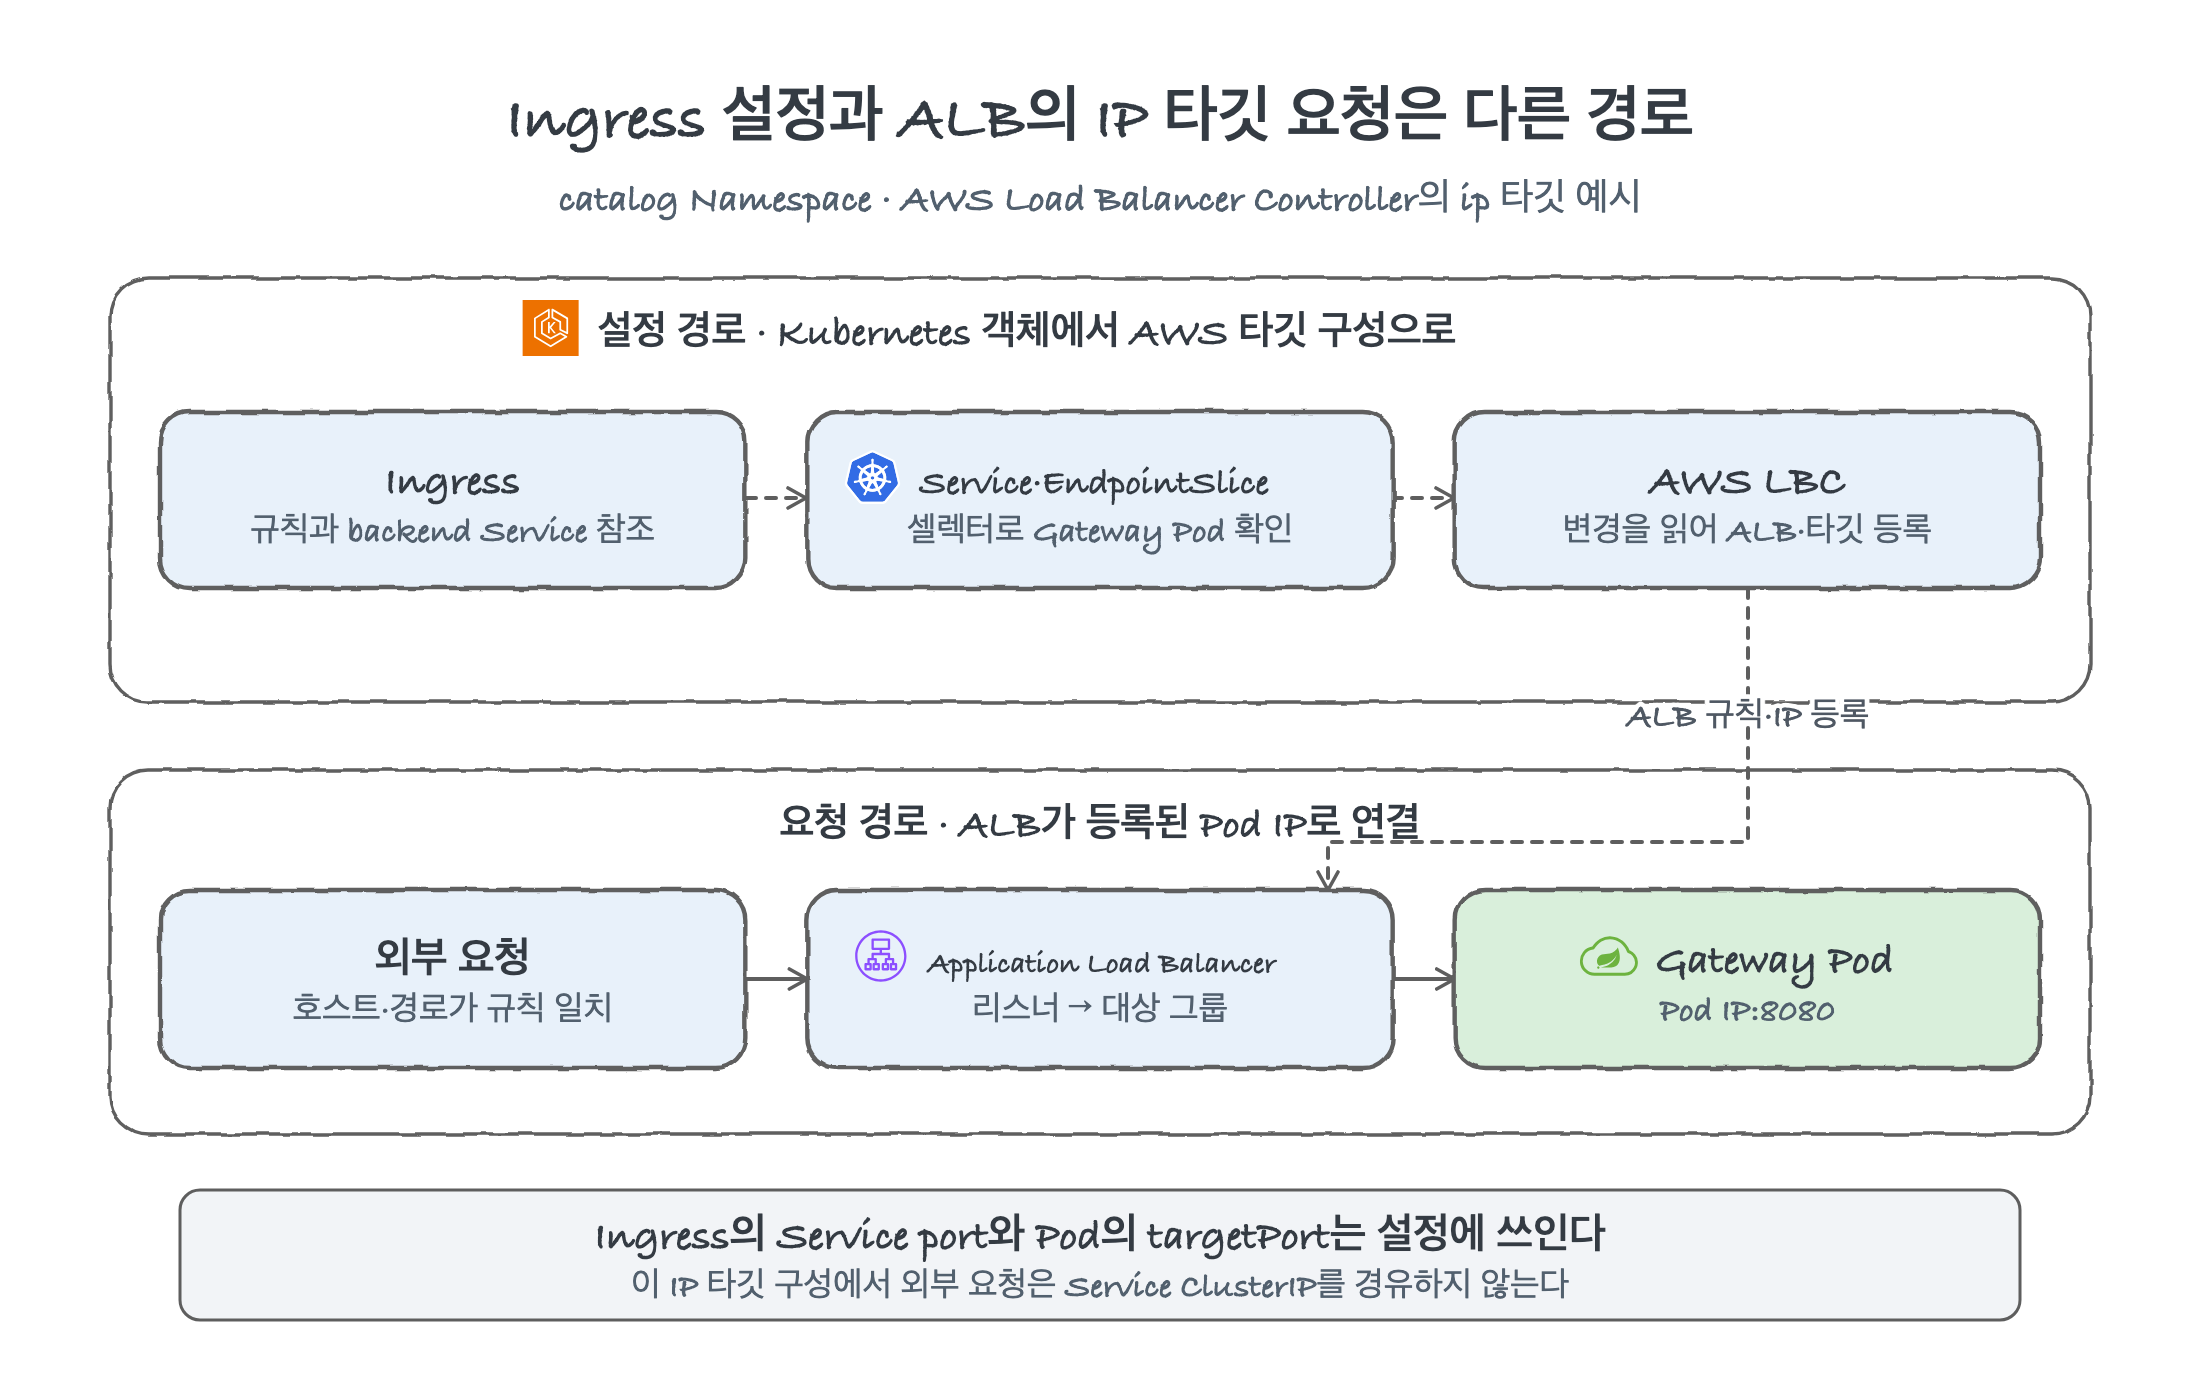 Ingress 설정과 ALB의 IP 타깃 요청은 다른 경로
catalog Namespace · AWS Load Balancer Controller의 ip 타깃 예시
설정 경로 · Kubernetes 객체에서 AWS 타깃 구성으로
Ingress
규칙과 backend Service 참조
Service·EndpointSlice
셀렉터로 Gateway Pod 확인
AWS LBC
변경을 읽어 ALB·타깃 등록
ALB 규칙·IP 등록
요청 경로 · ALB가 등록된 Pod IP로 연결
외부 요청
호스트·경로가 규칙 일치
Application Load Balancer
리스너 → 대상 그룹
Gateway Pod
Pod IP:8080
Ingress의 Service port와 Pod의 targetPort는 설정에 쓰인다
이 IP 타깃 구성에서 외부 요청은 Service ClusterIP를 경유하지 않는다